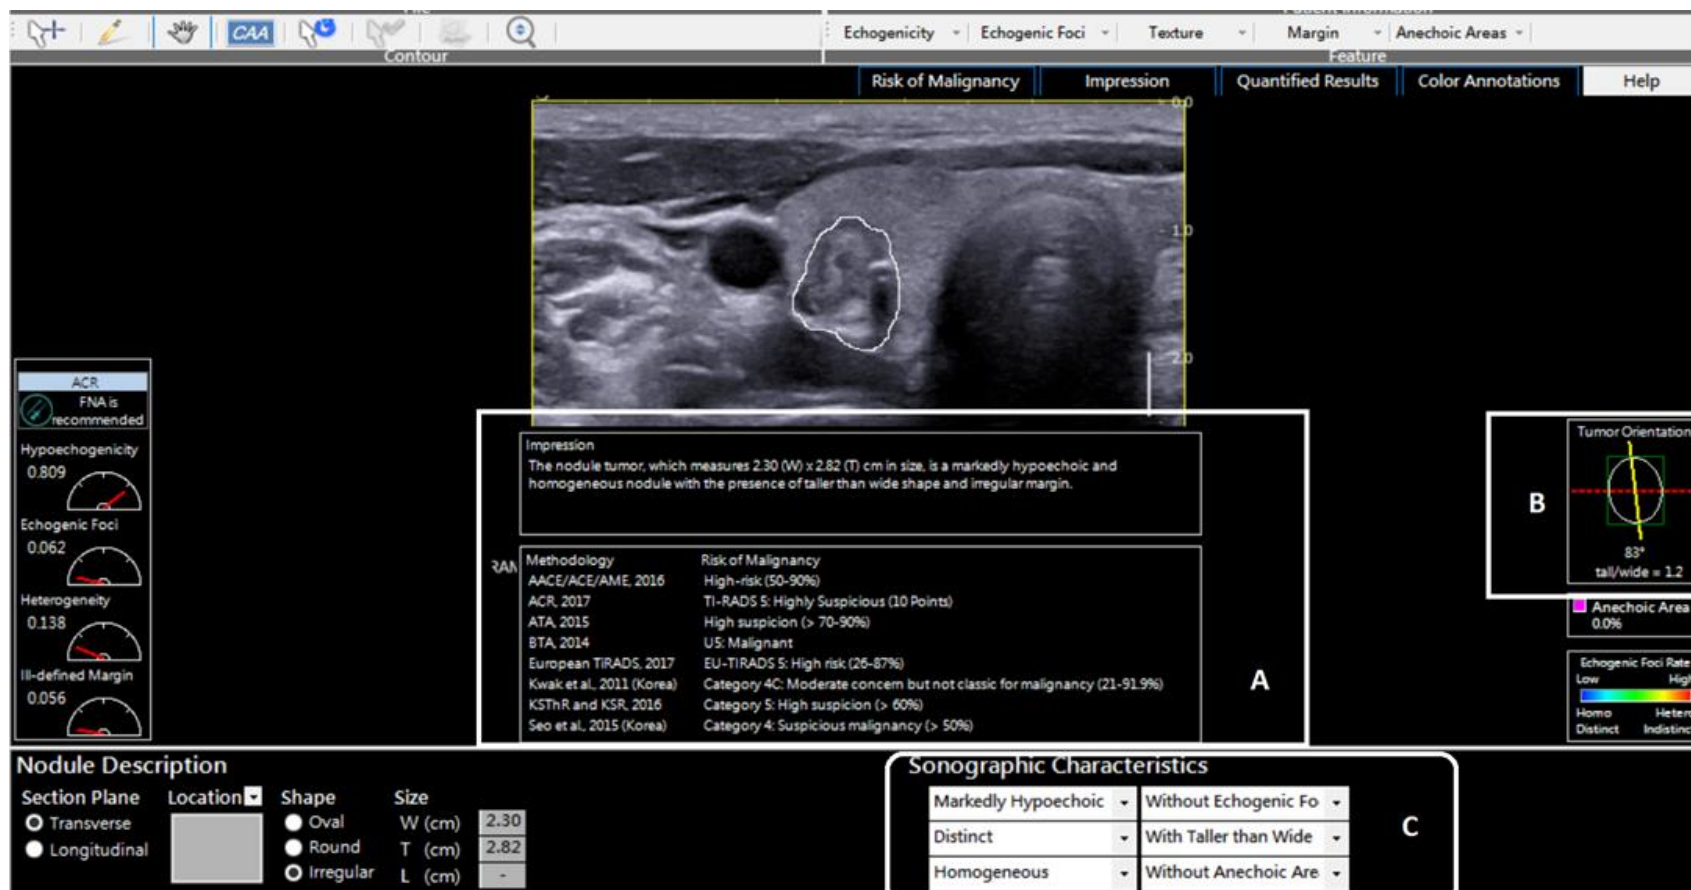 File
Patient Information
CAA
Echogenicity
Echogenic Foci
Texture
Margin
Anechoic Areas
Contour
Feature
Risk of Malignancy
Impression
Quantified Results
Color Annotations
Help
0.0
1.0
2.0
ACR
FNA is
recommended
Hypoechogenicity
0.809
Echogenic Foci
0.062
Heterogeneity
0.138
Ill-defined Margin
0.056
Impression
The nodule tumor, which measures 2.30 (W) x 2.82 (T) cm in size, is a markedly hypoechoic and
homogeneous nodule with the presence of taller than wide shape and irregular margin.
RAN
Methodology Risk of Malignancy
AACE/ACE/AME, 2016 High-risk (50-90%)
ACR, 2017 TI-RADS 5: Highly Suspicious (10 Points)
ATA, 2015 High suspicion (> 70-90%)
BTA, 2014 U5: Malignant
European TiRADS, 2017 EU-TIRADS 5: High risk (26-87%)
Kwak et al., 2011 (Korea) Category 4C: Moderate concern but not classic for malignancy (21-91.9%)
KSThR and KSR, 2016 Category 5: High suspicion (> 60%)
Seo et al., 2015 (Korea) Category 4: Suspicious malignancy (> 50%)
A
B
Tumor Orientation
83°
tall/wide = 1.2
Anechoic Area
0.0%
Echogenic Foci Rate
Low High
Homo Hetero
Distinct Indistinct
Nodule Description
Section Plane
Transverse
Longitudinal
Location
Shape
Oval
Round
Irregular
Size
W (cm) 2.30
T (cm) 2.82
L (cm) -
Sonographic Characteristics
Markedly Hypoechoic Without Echogenic Fo
Distinct With Taller than Wide
Homogeneous Without Anechoic Are
C